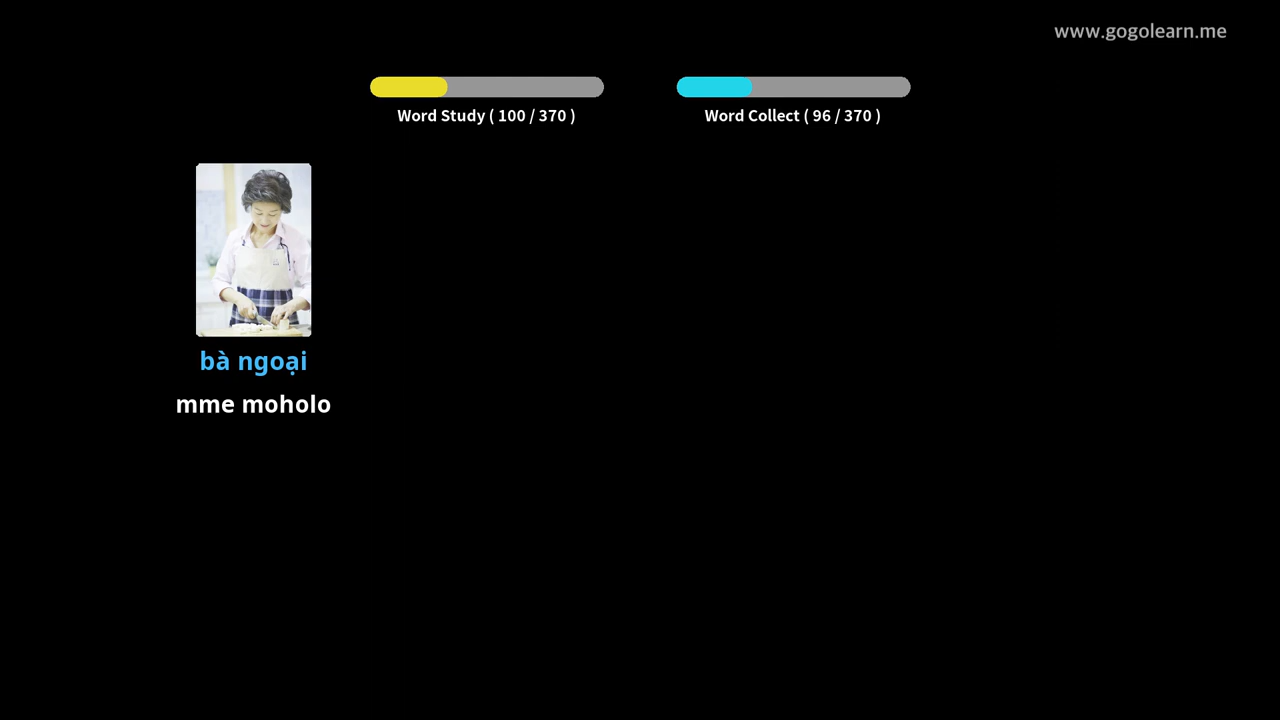 www.gogolearn.me
Word Study ( 100 / 370 )
Word Collect ( 96 / 370 )
bà ngoại
mme moholo